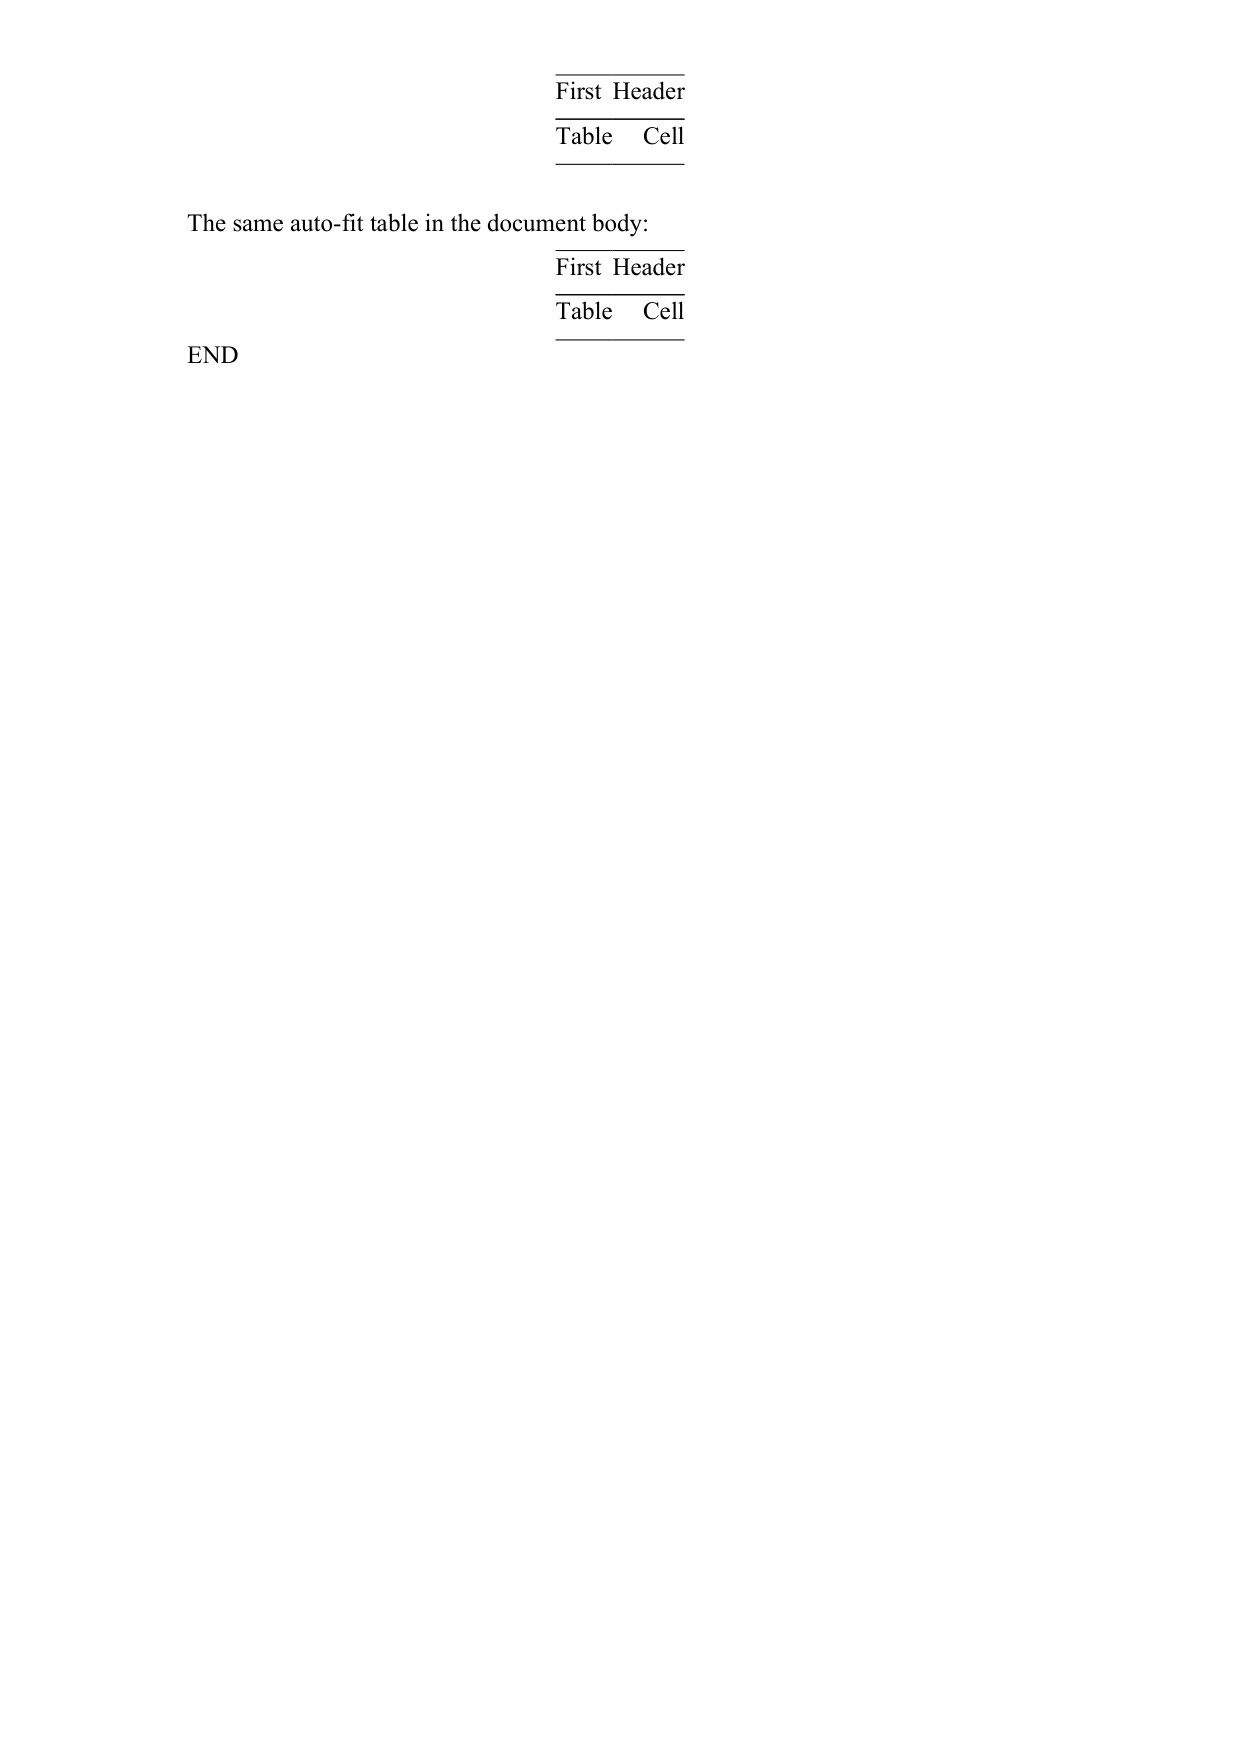 First Header
Table Cell
The same auto-fit table in the document body:
First Header
Table Cell
END